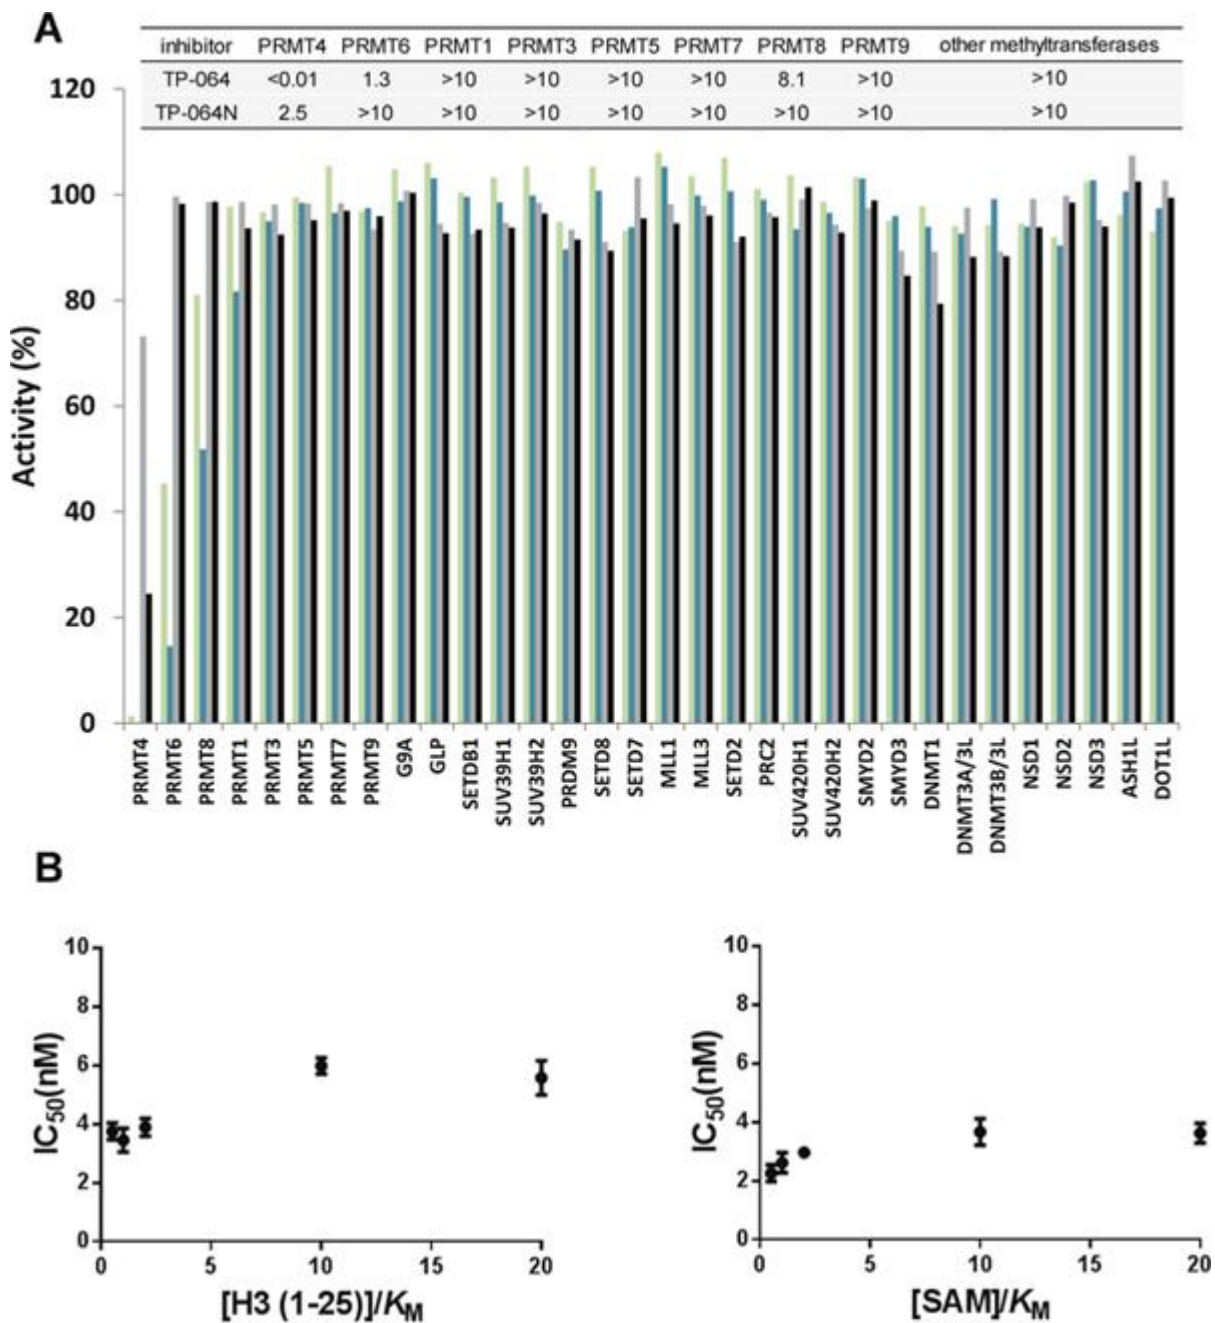 A
inhibitor PRMT4 PRMT6 PRMT1 PRMT3 PRMT5 PRMT7 PRMT8 PRMT9 other methyltransferases
TP-064 <0.01 1.3 >10 >10 >10 >10 8.1 >10 >10
TP-064N 2.5 >10 >10 >10 >10 >10 >10 >10 >10
Activity (%)
120
100
80
60
40
20
0
PRMT4
PRMT6
PRMT8
PRMT1
PRMT3
PRMT5
PRMT7
PRMT9
G9A
GLP
SETDB1
SUV39H1
SUV39H2
PRDM9
SETD8
SETD7
MLL1
MLL3
SETD2
PRC2
SUV420H1
SUV420H2
SMYD2
SMYD3
DNMT1
DNMT3A/3L
DNMT3B/3L
NSD1
NSD2
NSD3
ASH1L
DOT1L
B
IC50(nM)
10
8
6
4
2
0
0 5 10 15 20
[H3 (1-25)]/KM
IC50(nM)
10
8
6
4
2
0
0 5 10 15 20
[SAM]/KM